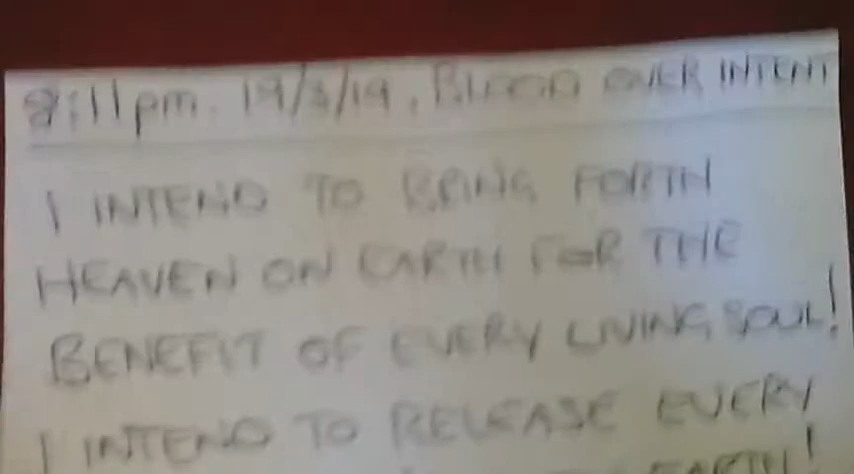 8:11pm. 19/3/19, BLOOD OVER INTENT
I INTEND TO BRING FORTH
HEAVEN ON EARTH FOR THE
BENEFIT OF EVERY LIVING SOUL!
I INTEND TO RELEASE EVERY
EARTH!